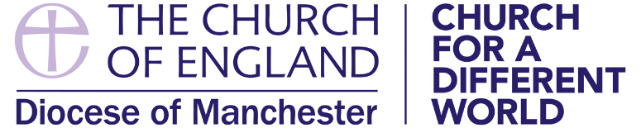 THE CHURCH
OF ENGLAND
Diocese of Manchester
CHURCH
FOR A
DIFFERENT
WORLD